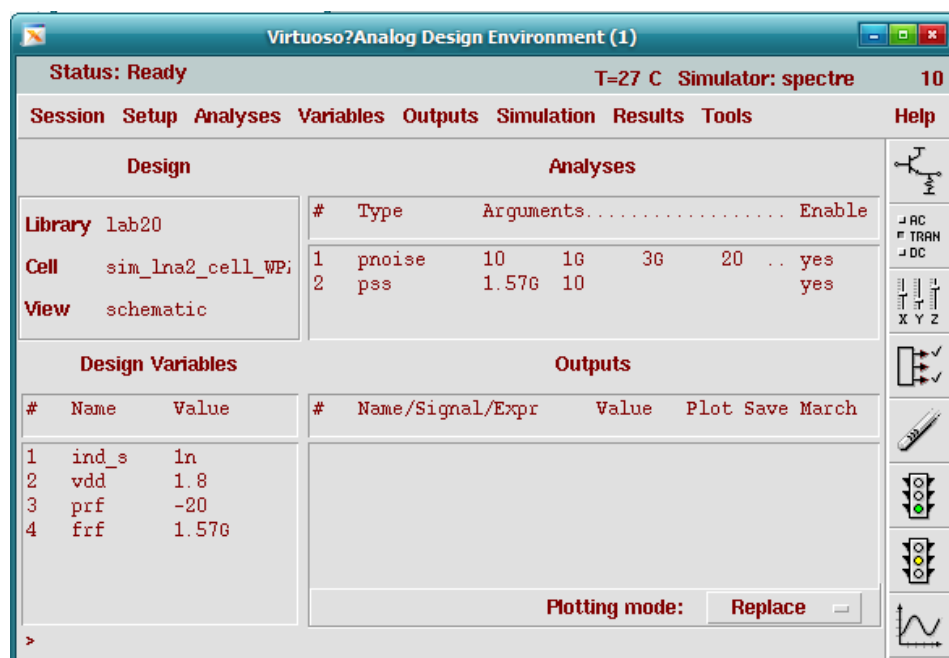 Virtuoso?Analog Design Environment (1)
Status: Ready T=27 C Simulator: spectre 10
Session Setup Analyses Variables Outputs Simulation Results Tools Help
Design
Library lab20
Cell sim_lna2_cell_WP
View schematic
Analyses
# Type Arguments................... Enable
1 pnoise 10 1G 3G 20 .. yes
2 pss 1.57G 10 yes
Design Variables
# Name Value
1 ind_s 1n
2 vdd 1.8
3 prf -20
4 frf 1.57G
Outputs
# Name/Signal/Expr Value Plot Save March
Plotting mode: Replace
>
AC
TRAN
DC
X Y Z